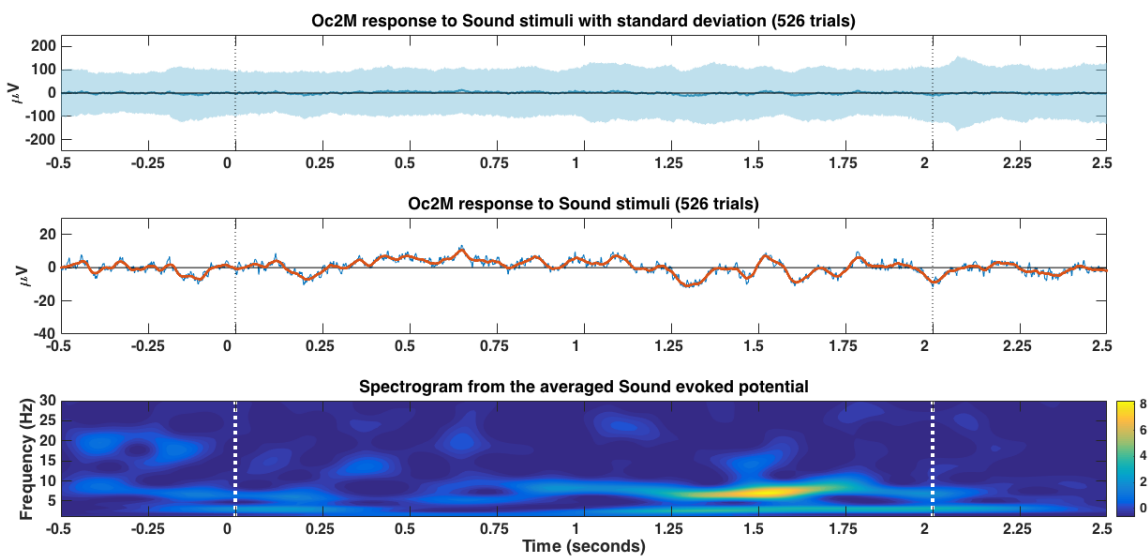 Oc2M response to Sound stimuli with standard deviation (526 trials)
200
100
0
-100
-200
μV
-0.5 -0.25 0 0.25 0.5 0.75 1 1.25 1.5 1.75 2 2.25 2.5
Oc2M response to Sound stimuli (526 trials)
20
0
-20
-40
μV
-0.5 -0.25 0 0.25 0.5 0.75 1 1.25 1.5 1.75 2 2.25 2.5
Spectrogram from the averaged Sound evoked potential
30
25
20
15
10
5
Frequency (Hz)
8
6
4
2
0
-0.5 -0.25 0 0.25 0.5 0.75 1 1.25 1.5 1.75 2 2.25 2.5
Time (seconds)